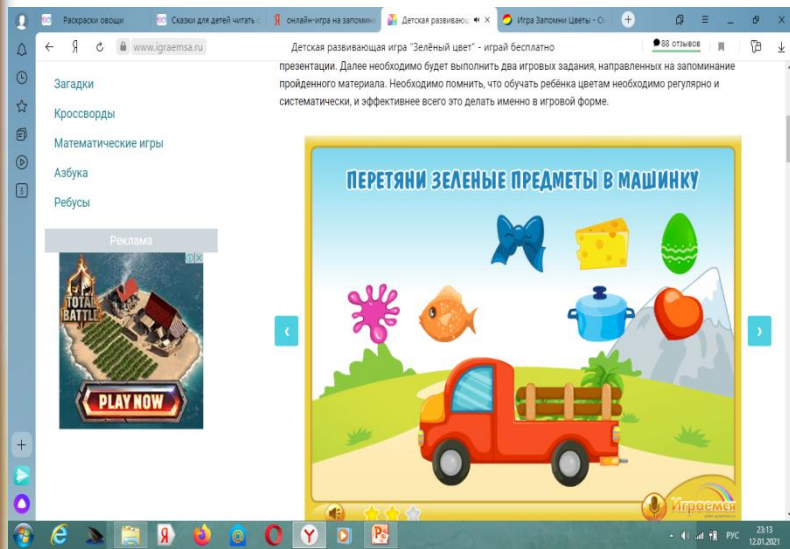 Раскраски овощи
Сказки для детей читать
онлайн-игра на запомин
Детская развивающ
Игра Запомни Цветы - О
www.igraemsa.ru
Детская развивающая игра "Зелёный цвет" - играй бесплатно
88 отзывов
презентации. Далее необходимо будет выполнить два игровых задания, направленных на запоминание
пройденного материала. Необходимо помнить, что обучать ребёнка цветам необходимо регулярно и
систематически, и эффективнее всего это делать именно в игровой форме.
Загадки
Кроссворды
Математические игры
Азбука
Ребусы
Реклама
TOTAL
BATTLE
PLAY NOW
ПЕРЕТЯНИ ЗЕЛЕНЫЕ ПРЕДМЕТЫ В МАШИНКУ
Играемся
РУС
23:13
12.01.2021